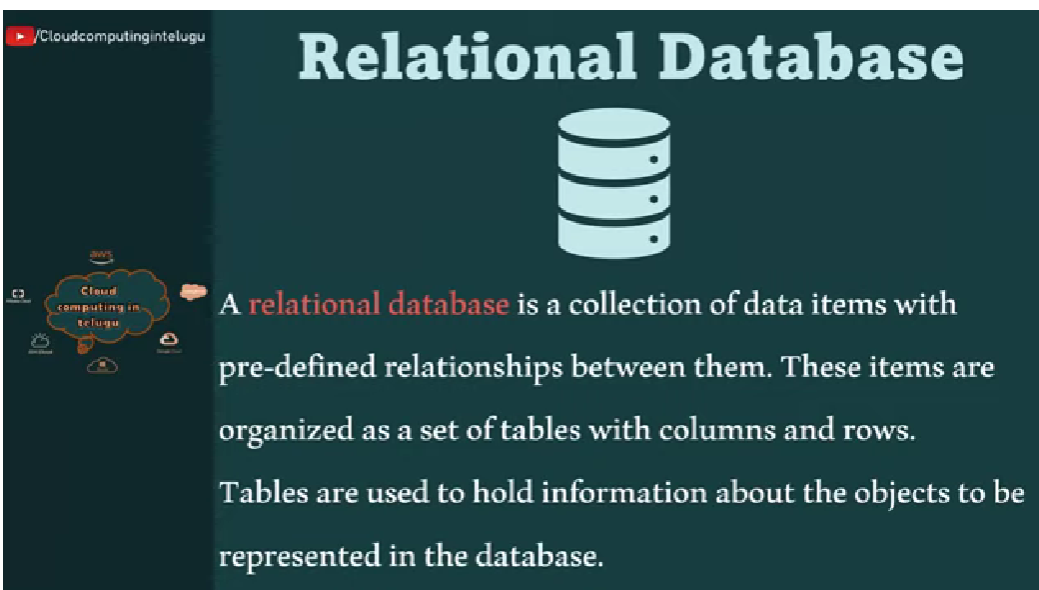 /Cloudcomputingintelugu
Relational Database
aws
Cloud
computing in
telugu
A relational database is a collection of data items with
pre-defined relationships between them. These items are
organized as a set of tables with columns and rows.
Tables are used to hold information about the objects to be
represented in the database.